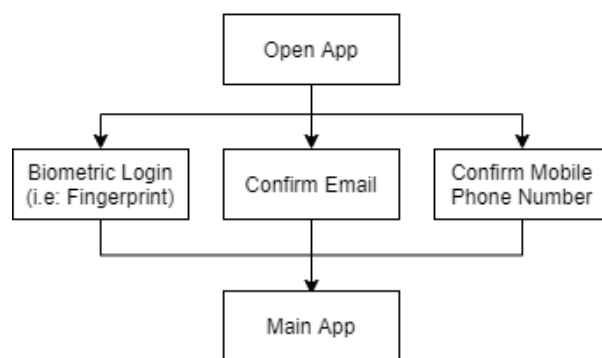 Open App
Biometric Login
(i.e: Fingerprint)
Confirm Email
Confirm Mobile
Phone Number
Main App